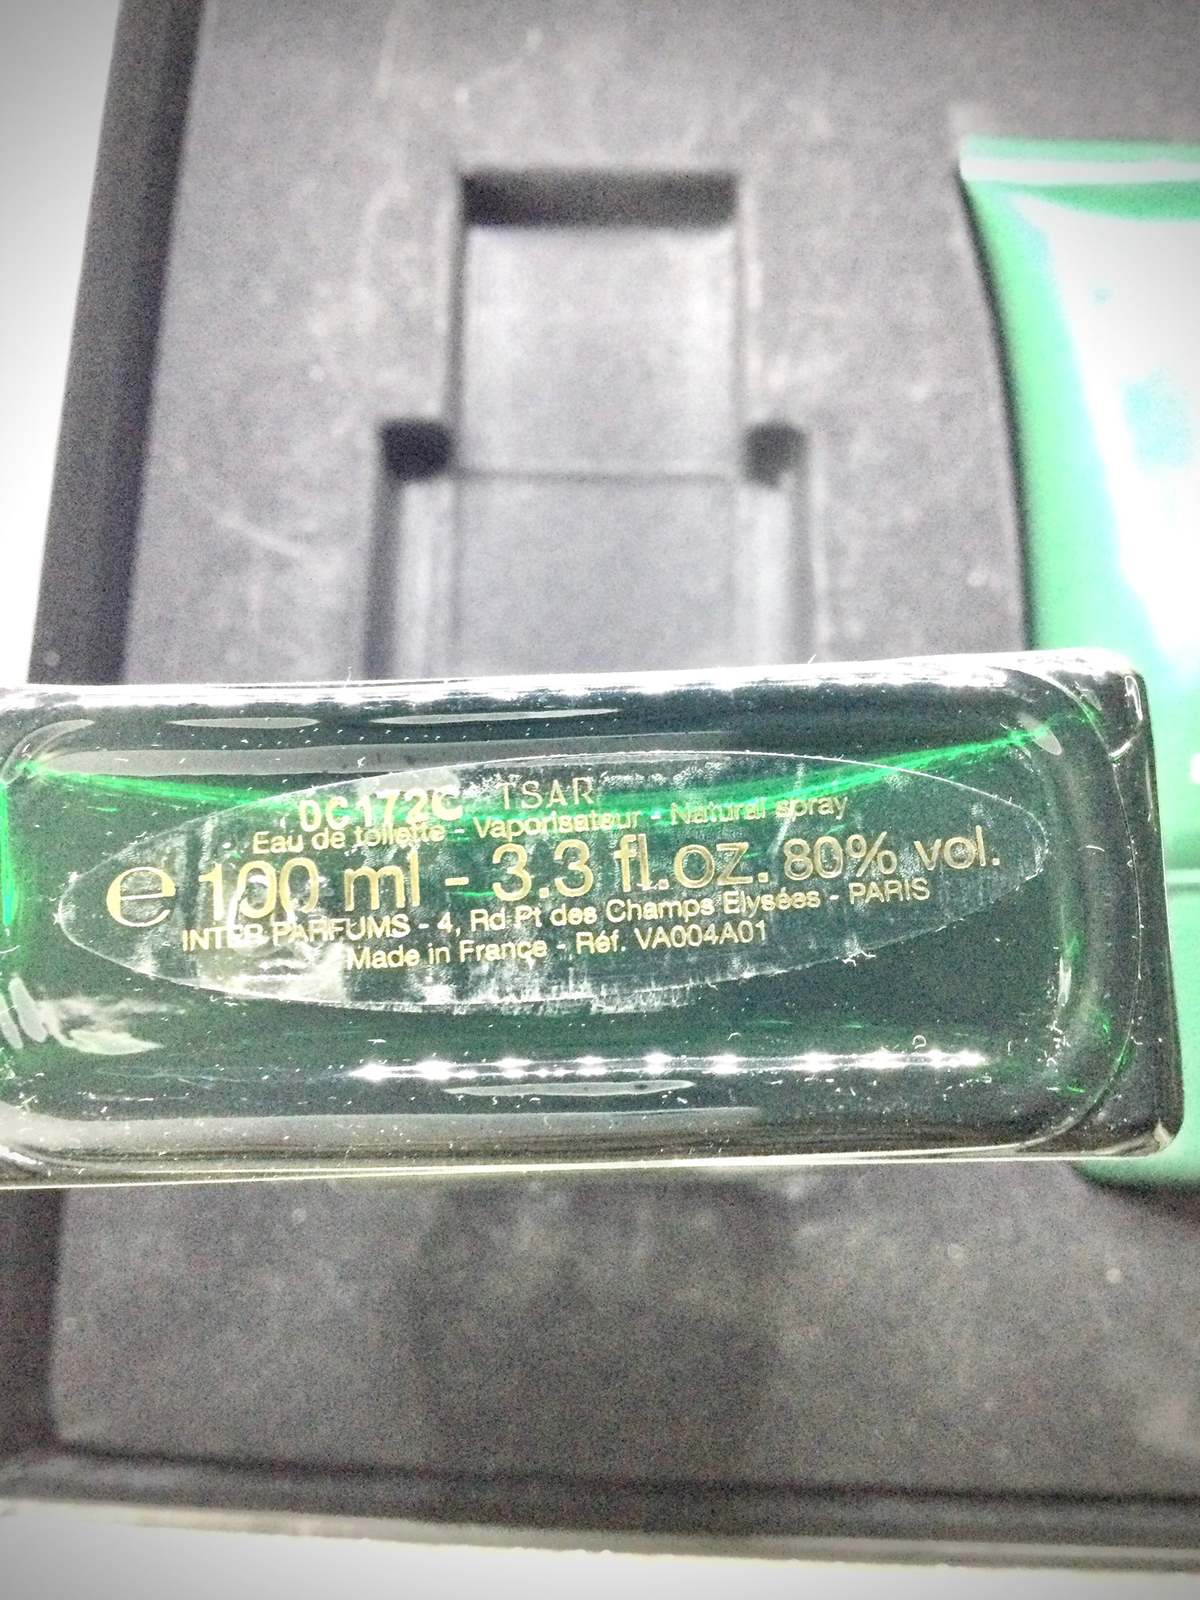 DC172C TSAR
Eau de toilette - Vaporisateur - Natural spray
e 100 ml - 3.3 fl.oz. 80% vol.
INTER PARFUMS - 4, Rd Pt des Champs Elysées - PARIS
Made in France - Réf. VA004A01